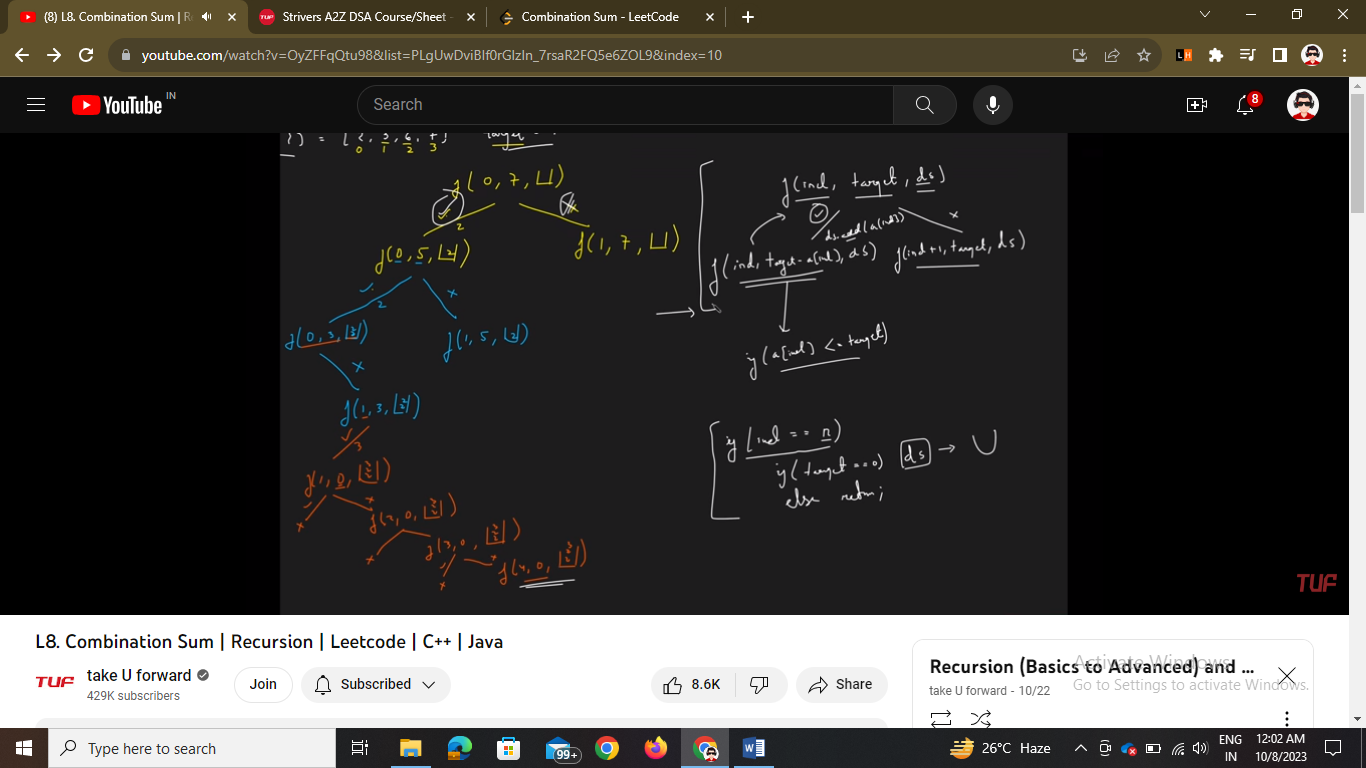 (8) L8. Combination Sum | R
Strivers A2Z DSA Course/Sheet -
Combination Sum - LeetCode
youtube.com/watch?v=OyZFFqQtu98&list=PLgUwDviBIf0rGlzIn_7rsaR2FQ5e6ZOL9&index=10
YouTube IN
Search
8
target =
0 1 2 3
f(0, 7, ⊔)
2
f(0, 5, |2|)
f(1, 7, ⊔)
2 x
f(1, 5, |2|)
x
3
f(ind, target, ds)
ds.add(a[ind])
x
f(ind, target-a[ind], ds)
f(ind+1, target, ds)
if (a[ind] <= target)
if (ind == n)
if (target == 0) ds → U
else return;
TUF
L8. Combination Sum | Recursion | Leetcode | C++ | Java
TUF
take U forward
429K subscribers
Join
Subscribed
8.6K
Share
Recursion (Basics to Advanced) and ...
take U forward - 10/22
Activate Windows
Go to Settings to activate Windows.
Type here to search
99+
26°C Haze
ENG
IN
12:02 AM
10/8/2023